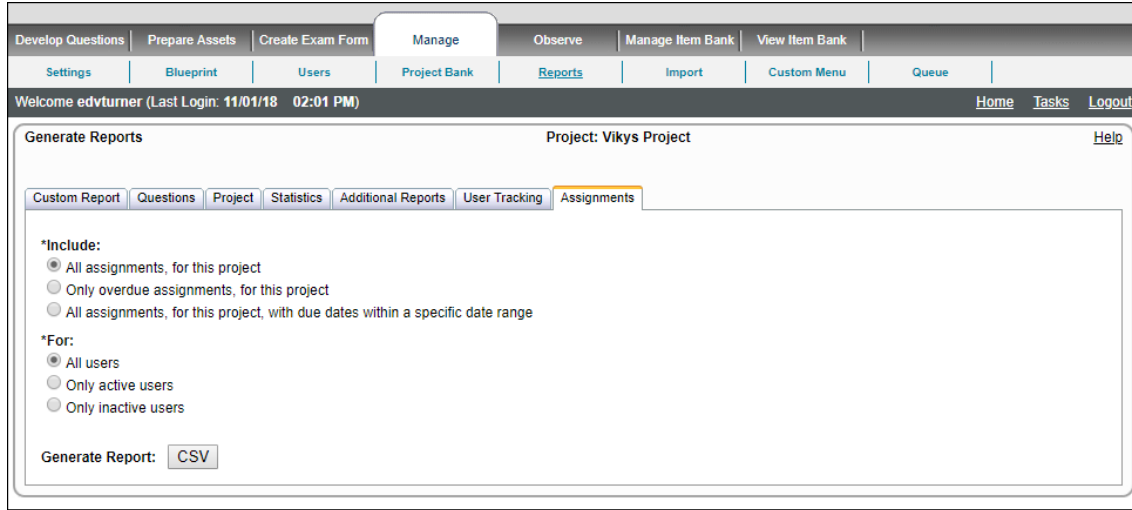 Develop Questions Prepare Assets Create Exam Form Manage Observe Manage Item Bank View Item Bank
Settings Blueprint Users Project Bank Reports Import Custom Menu Queue
Welcome edvturner (Last Login: 11/01/18 02:01 PM) Home Tasks Logout
Generate Reports Project: Vikys Project Help
Custom Report Questions Project Statistics Additional Reports User Tracking Assignments
*Include:
All assignments, for this project
Only overdue assignments, for this project
All assignments, for this project, with due dates within a specific date range
*For:
All users
Only active users
Only inactive users
Generate Report: CSV